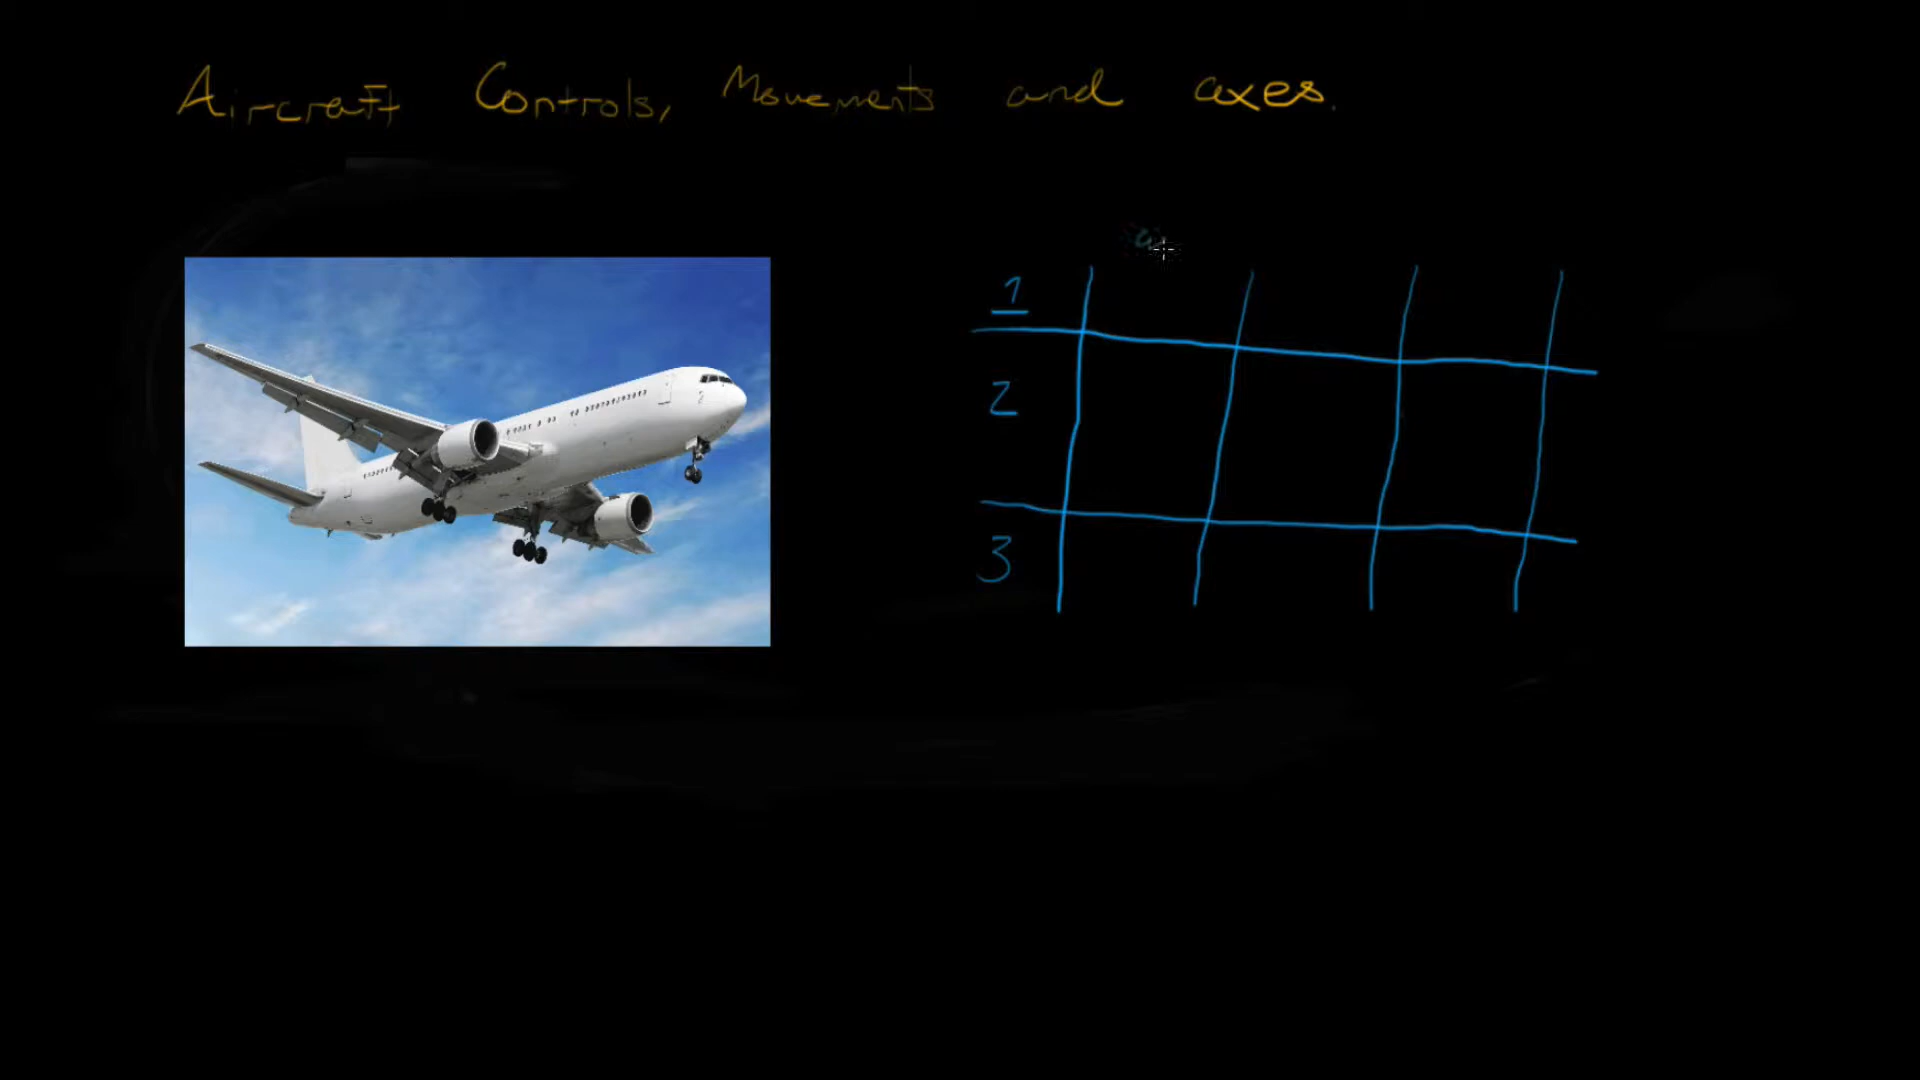 Aircraft Controls, Movements and axes.
1
2
3